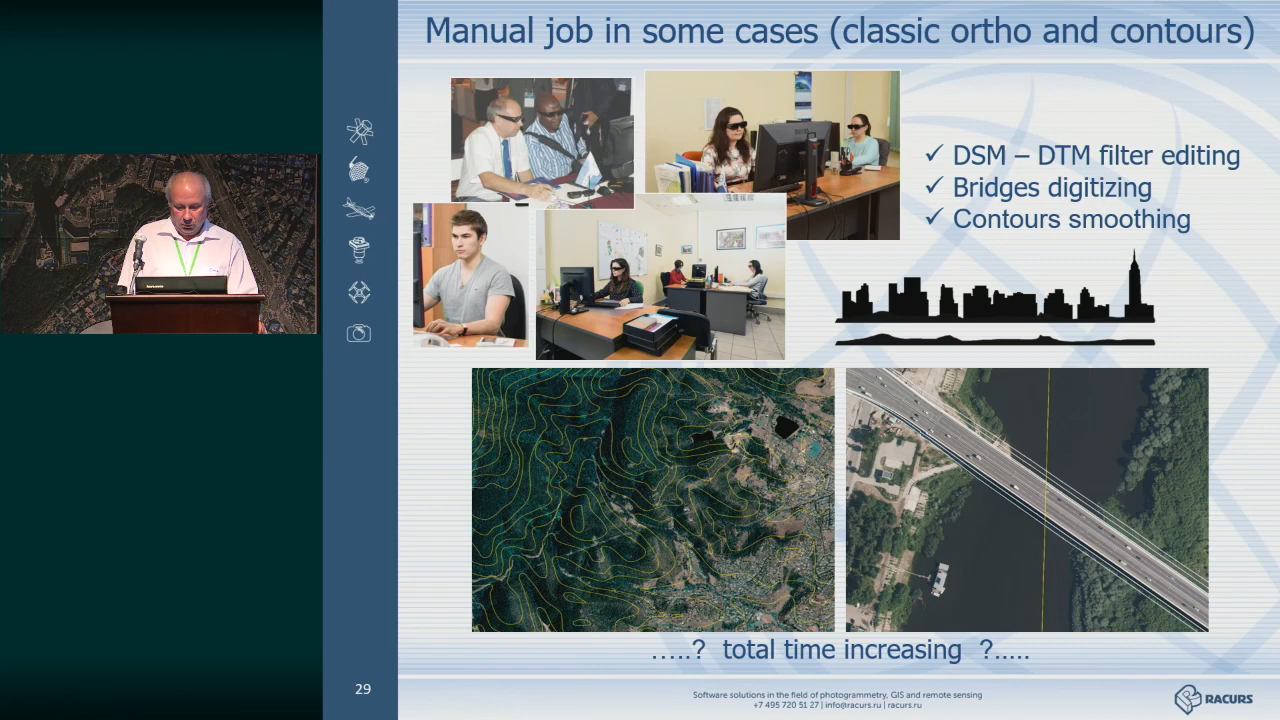 Manual job in some cases (classic ortho and contours)
✓ DSM – DTM filter editing
✓ Bridges digitizing
✓ Contours smoothing
.....? total time increasing ?.....
29
Software solutions in the field of photogrammetry, GIS and remote sensing
+7 495 720 51 27 | info@racurs.ru | racurs.ru
RACURS